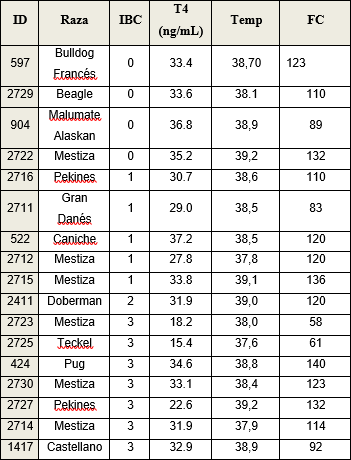 ID Raza IBC T4 (ng/mL) Temp FC
597 Bulldog Francés 0 33.4 38,70 123
2729 Beagle 0 33.6 38.1 110
904 Malumate Alaskan 0 36.8 38,9 89
2722 Mestiza 0 35.2 39,2 132
2716 Pekines 1 30.7 38,6 110
2711 Gran Danés 1 29.0 38,5 83
522 Caniche 1 37.2 38,5 120
2712 Mestiza 1 27.8 37,8 120
2715 Mestiza 1 33.8 39,1 136
2411 Doberman 2 31.9 39,0 120
2723 Mestiza 3 18.2 38,0 58
2725 Teckel 3 15.4 37,6 61
424 Pug 3 34.6 38,8 140
2730 Mestiza 3 33.1 38,4 123
2727 Pekines 3 22.6 39,2 132
2714 Mestiza 3 31.9 37,9 114
1417 Castellano 3 32.9 38,9 92